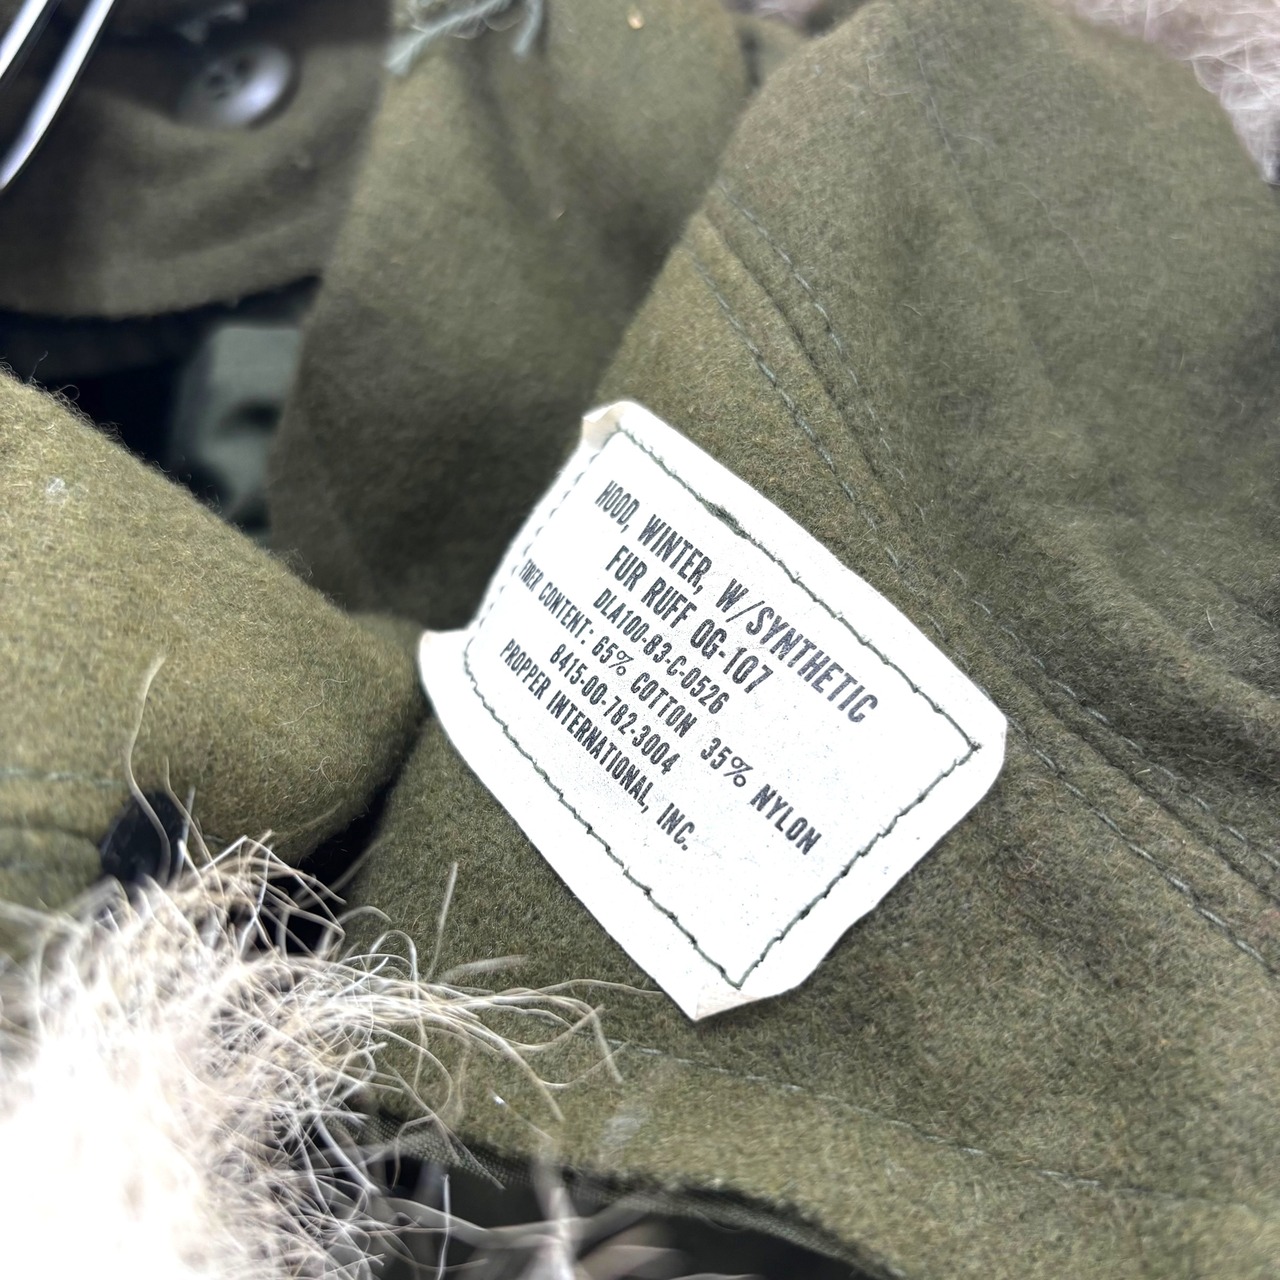 HOOD, WINTER, W/SYNTHETIC
FUR RUFF OG-107
DLA100-83-C-0526
FIBER CONTENT: 65% COTTON 35% NYLON
8415-00-782-3004
PROPPER INTERNATIONAL, INC.